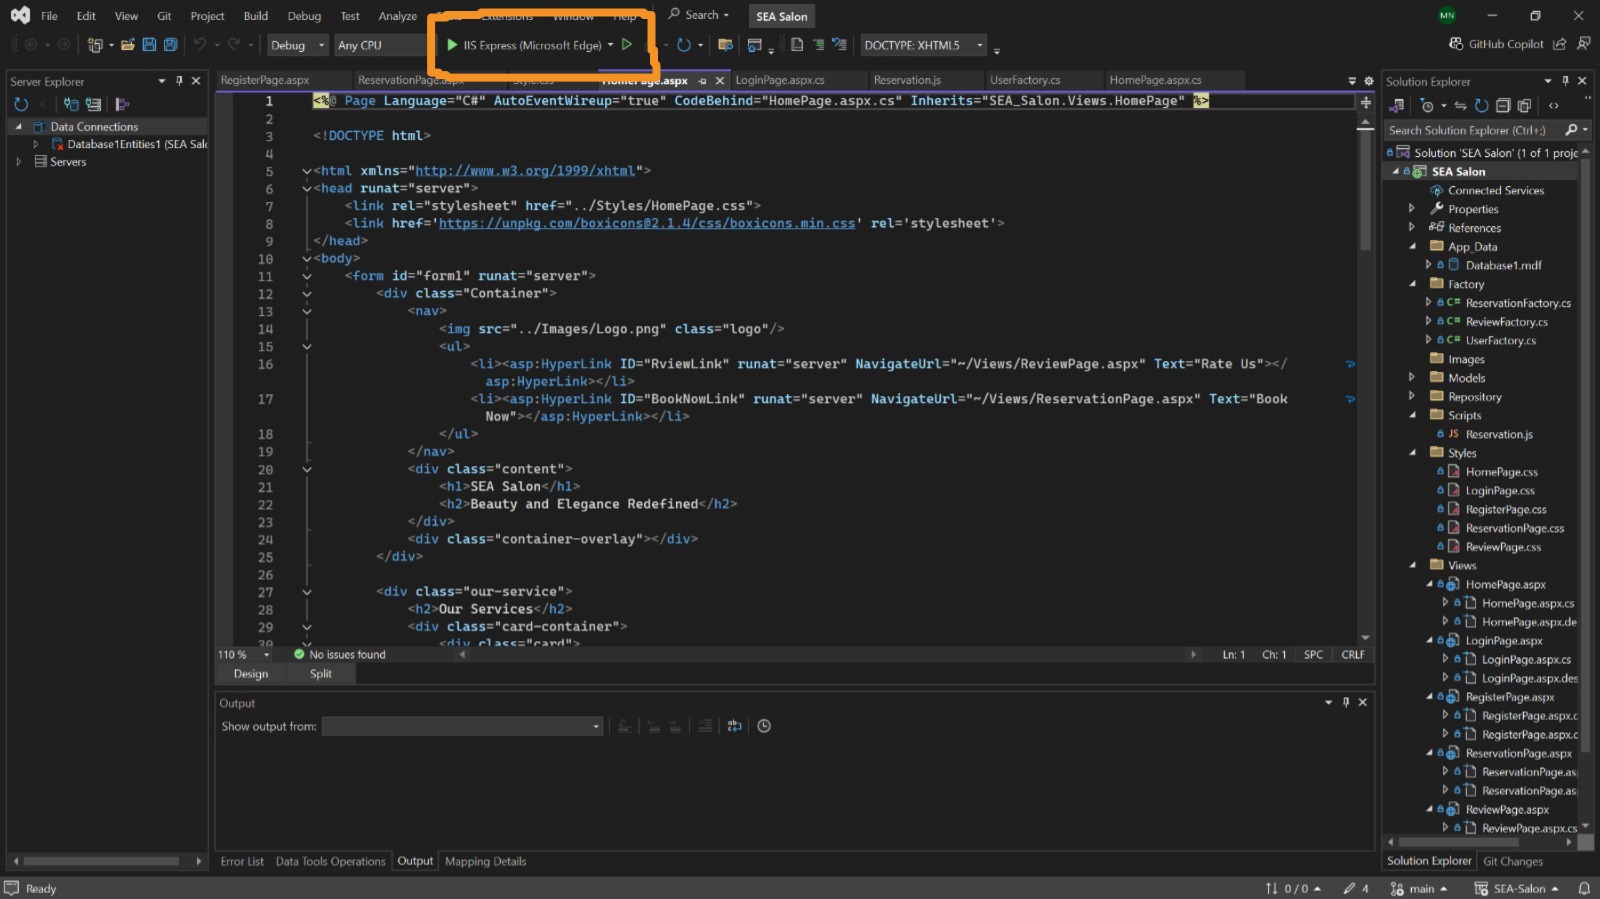 File Edit View Git Project Build Debug Test Analyze Extensions Window Help Search SEA Salon MN
Debug Any CPU IIS Express (Microsoft Edge) DOCTYPE: XHTML5 GitHub Copilot
Server Explorer
Data Connections
Database1Entities1 (SEA Salo
Servers
RegisterPage.aspx ReservationPage.aspx Style.css HomePage.aspx LoginPage.aspx.cs Reservation.js UserFactory.cs HomePage.aspx.cs
1 <%@ Page Language="C#" AutoEventWireup="true" CodeBehind="HomePage.aspx.cs" Inherits="SEA_Salon.Views.HomePage" %>
2
3 <!DOCTYPE html>
4
5 <html xmlns="http://www.w3.org/1999/xhtml">
6 <head runat="server">
7 <link rel="stylesheet" href="../Styles/HomePage.css">
8 <link href='https://unpkg.com/boxicons@2.1.4/css/boxicons.min.css' rel='stylesheet'>
9 </head>
10 <body>
11 <form id="form1" runat="server">
12 <div class="Container">
13 <nav>
14 <img src="../Images/Logo.png" class="logo"/>
15 <ul>
16 <li><asp:HyperLink ID="RviewLink" runat="server" NavigateUrl="~/Views/ReviewPage.aspx" Text="Rate Us"></
asp:HyperLink></li>
17 <li><asp:HyperLink ID="BookNowLink" runat="server" NavigateUrl="~/Views/ReservationPage.aspx" Text="Book
Now"></asp:HyperLink></li>
18 </ul>
19 </nav>
20 <div class="content">
21 <h1>SEA Salon</h1>
22 <h2>Beauty and Elegance Redefined</h2>
23 </div>
24 <div class="container-overlay"></div>
25 </div>
26
27 <div class="our-service">
28 <h2>Our Services</h2>
29 <div class="card-container">
30 <div class="card">
110 % No issues found Ln: 1 Ch: 1 SPC CRLF
Design Split
Output
Show output from:
Error List Data Tools Operations Output Mapping Details
Solution Explorer
Search Solution Explorer (Ctrl+;)
Solution 'SEA Salon' (1 of 1 proje
SEA Salon
Connected Services
Properties
References
App_Data
Database1.mdf
Factory
C# ReservationFactory.cs
C# ReviewFactory.cs
C# UserFactory.cs
Images
Models
Repository
Scripts
JS Reservation.js
Styles
HomePage.css
LoginPage.css
RegisterPage.css
ReservationPage.css
ReviewPage.css
Views
HomePage.aspx
HomePage.aspx.cs
HomePage.aspx.de
LoginPage.aspx
LoginPage.aspx.cs
LoginPage.aspx.des
RegisterPage.aspx
RegisterPage.aspx.c
RegisterPage.aspx.c
ReservationPage.aspx
ReservationPage.as
ReservationPage.as
ReviewPage.aspx
ReviewPage.aspx.cs
Solution Explorer Git Changes
Ready 0 / 0 4 main SEA-Salon